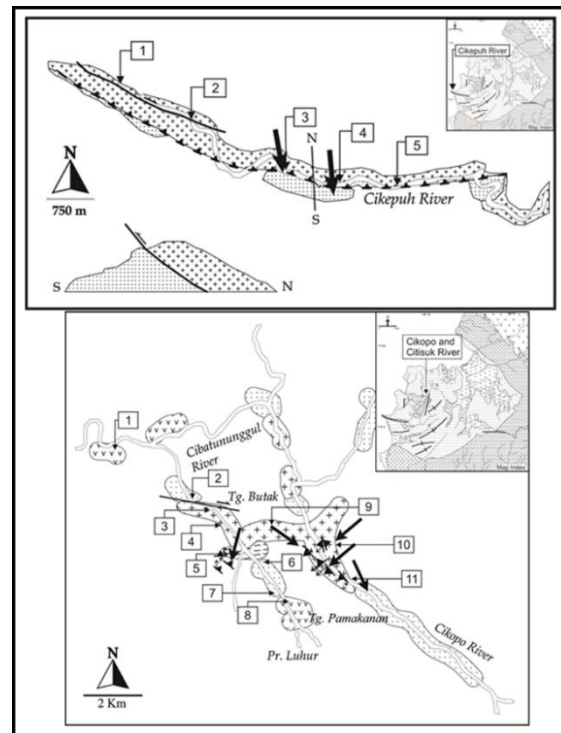 1
Cikepuh River
Map Index
2
3
4
N
5
N
750 m
S
Cikepuh River
S
N
Cikopo and
Citisuk River
Map Index
1
Cibatununggul
River
2
Tg. Butak
9
3
4
10
5
6
11
7
8
Tg. Pamakanan
Cikopo River
Pr. Luhur
N
2 Km